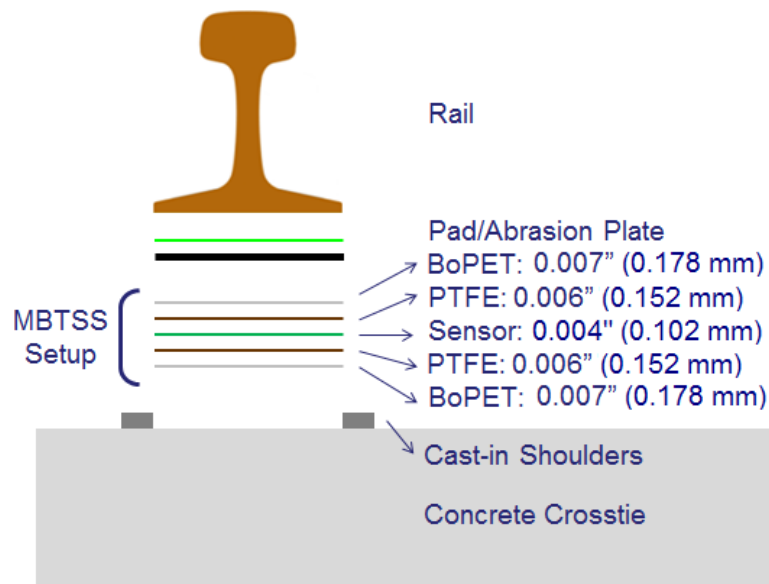 Rail
Pad/Abrasion Plate
BoPET: 0.007” (0.178 mm)
PTFE: 0.006” (0.152 mm)
MBTSS
Setup
Sensor: 0.004" (0.102 mm)
PTFE: 0.006” (0.152 mm)
BoPET: 0.007” (0.178 mm)
Cast-in Shoulders
Concrete Crosstie